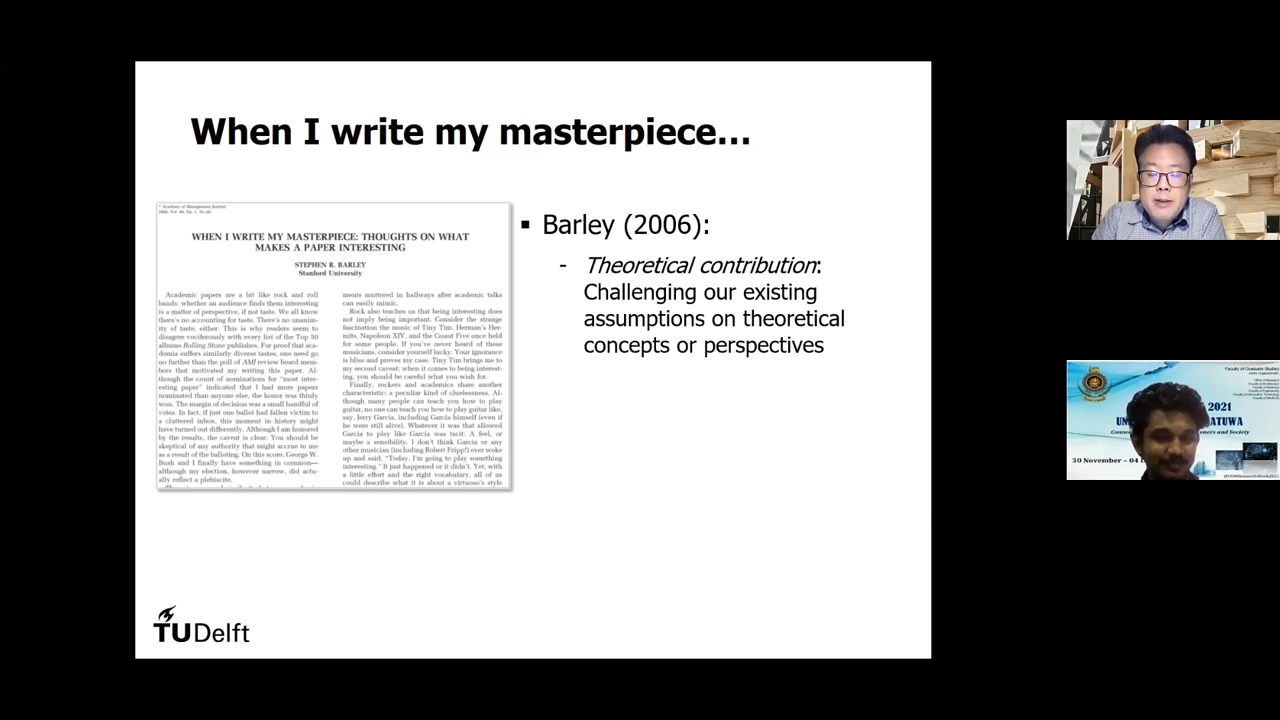 When I write my masterpiece...
Academy of Management Journal
2006, Vol. 49, No. 1, 16–20.
WHEN I WRITE MY MASTERPIECE: THOUGHTS ON WHAT
MAKES A PAPER INTERESTING
STEPHEN R. BARLEY
Stanford University
Academic papers are a bit like rock and roll
bands: whether an audience finds them interesting
is a matter of perspective, if not taste. We all know
there's no accounting for taste. There's no unanim-
ity of taste, either. This is why readers seem to
disagree vociferously with every list of the Top 50
albums Rolling Stone publishes. For proof that aca-
demia suffers similarly diverse tastes, one need go
no further than the poll of AMJ review board mem-
bers that motivated my writing this paper. Al-
though the count of nominations for "most inter-
esting paper" indicated that I had more papers
nominated than anyone else, the honor was thinly
won. The margin of decision was a small handful of
votes. In fact, if just one ballot had fallen victim to
a cluttered inbox, this moment in history might
have turned out differently. Although I am honored
by the results, the caveat is clear: You should be
skeptical of any authority that might accrue to me
as a result of the balloting. On this score, George W.
Bush and I finally have something in common—
although my election, however narrow, did actu-
ally reflect a plebiscite.
ments muttered in hallways after academic talks
can easily mimic.
Rock also teaches us that being interesting does
not imply being important. Consider the strange
fascination the music of Tiny Tim, Herman's Her-
mits, Napoleon XIV, and the Count Five once held
for some people. If you've never heard of these
musicians, consider yourself lucky. Your ignorance
is bliss and proves my case. Tiny Tim brings me to
my second caveat: when it comes to being interest-
ing, you should be careful what you wish for.
Finally, rockers and academics share another
characteristic: a peculiar kind of cluelessness. Al-
though many people can teach you how to play
guitar, no one can teach you how to play guitar like,
say, Jerry Garcia, including Garcia himself (even if
he were still alive). Whatever it was that allowed
Garcia to play like Garcia was tacit: A feel, or
maybe a sensibility. I don't think Garcia or any
other musician (including Robert Fripp!) ever woke
up and said, "Today, I'm going to play something
interesting." It just happened or it didn't. Yet, with
a little effort and the right vocabulary, all of us
could describe what it is about a virtuoso's style
▪ Barley (2006):
- Theoretical contribution:
Challenging our existing
assumptions on theoretical
concepts or perspectives
TU Delft
Faculty of Graduate Studies
2021
30 November – 04